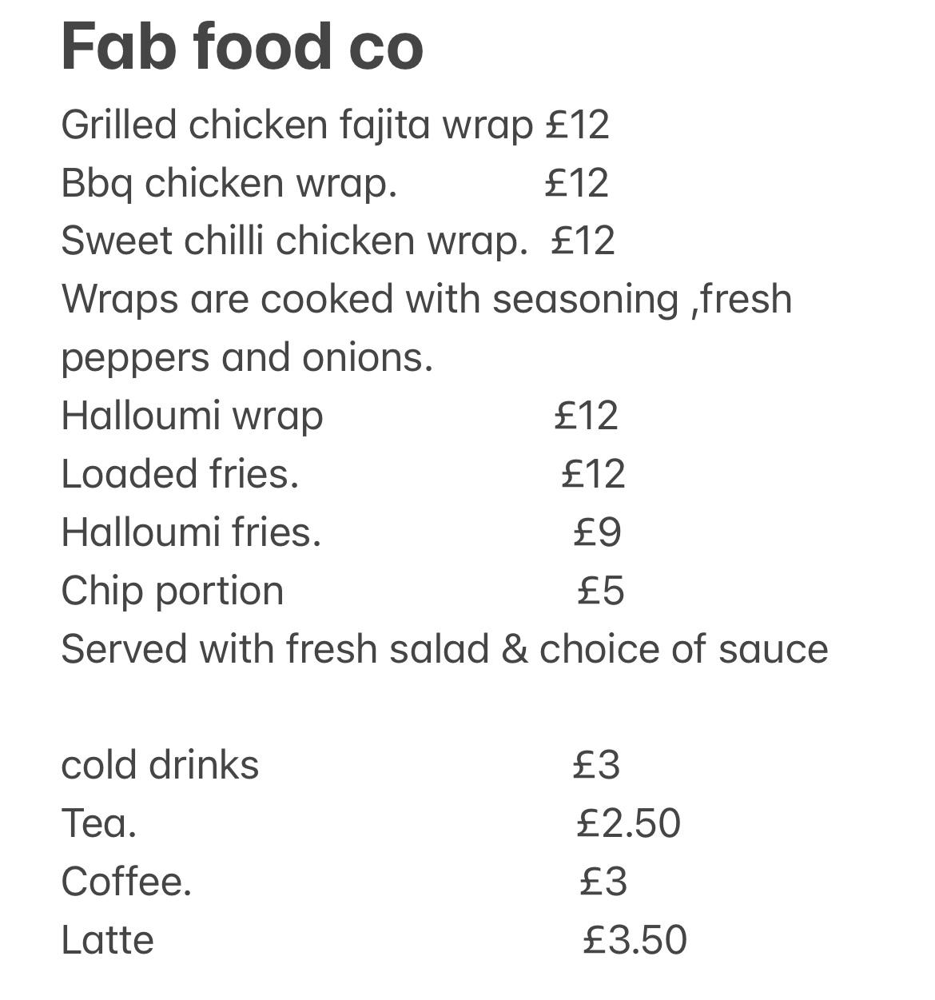 Fab food co
Grilled chicken fajita wrap £12
Bbq chicken wrap. £12
Sweet chilli chicken wrap. £12
Wraps are cooked with seasoning ,fresh
peppers and onions.
Halloumi wrap £12
Loaded fries. £12
Halloumi fries. £9
Chip portion £5
Served with fresh salad & choice of sauce
cold drinks £3
Tea. £2.50
Coffee. £3
Latte £3.50